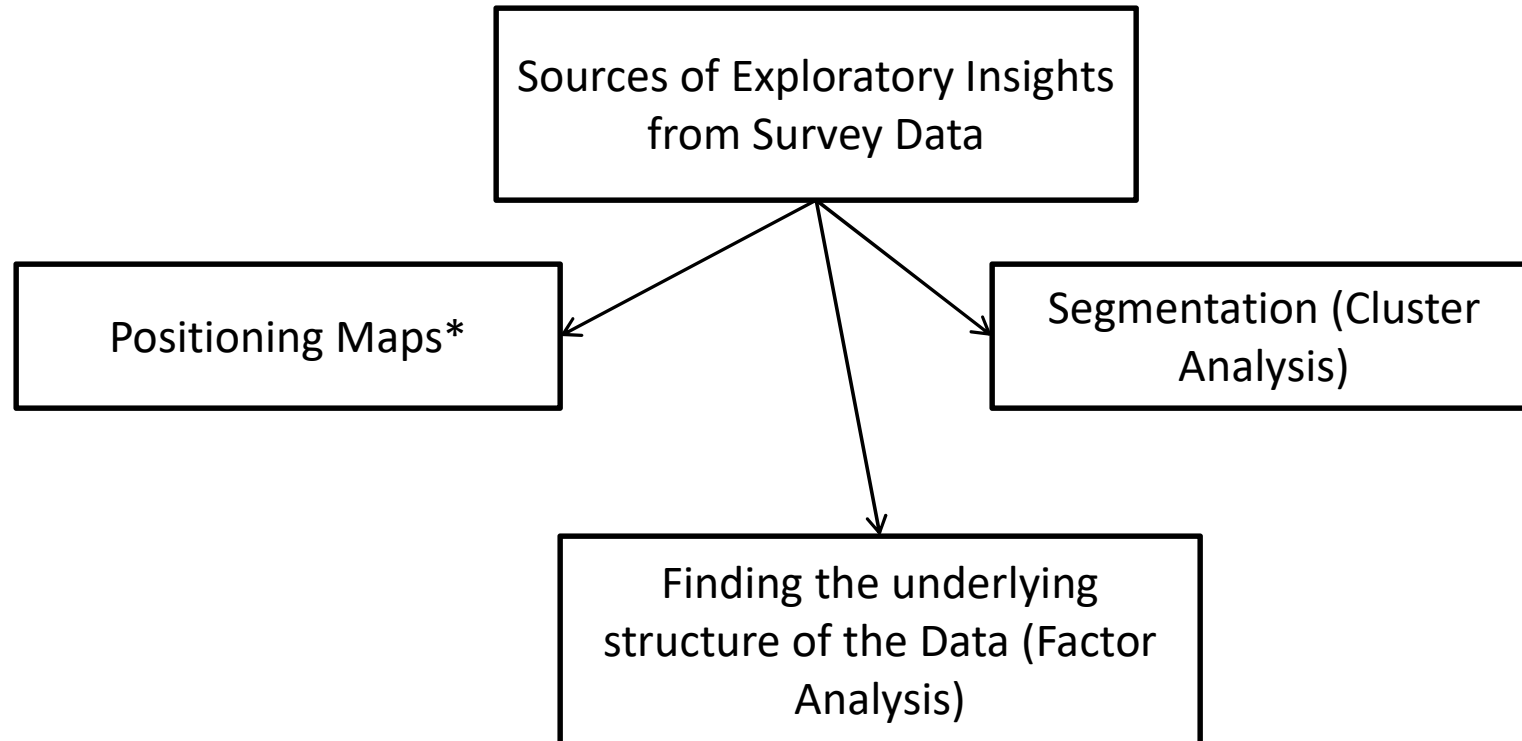 Sources of Exploratory Insights
from Survey Data
Positioning Maps*
Segmentation (Cluster
Analysis)
Finding the underlying
structure of the Data (Factor
Analysis)